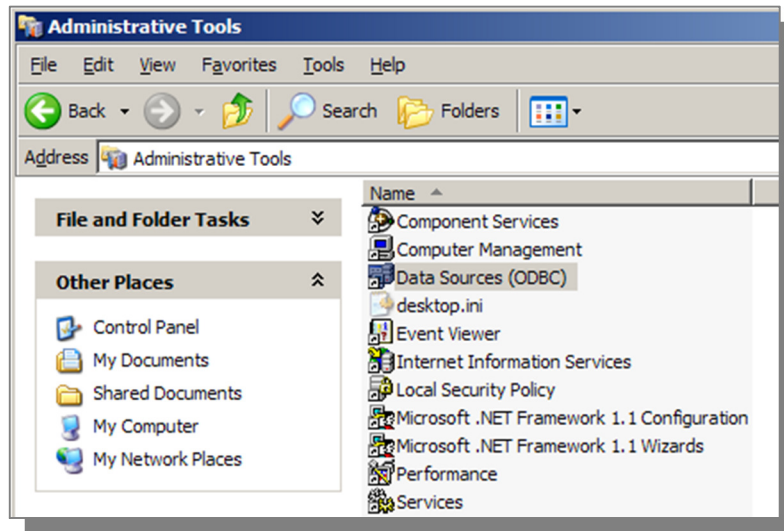 Administrative Tools
File Edit View Favorites Tools Help
Back Search Folders
Address Administrative Tools
File and Folder Tasks
Other Places
Control Panel
My Documents
Shared Documents
My Computer
My Network Places
Name
Component Services
Computer Management
Data Sources (ODBC)
desktop.ini
Event Viewer
Internet Information Services
Local Security Policy
Microsoft .NET Framework 1.1 Configuration
Microsoft .NET Framework 1.1 Wizards
Performance
Services